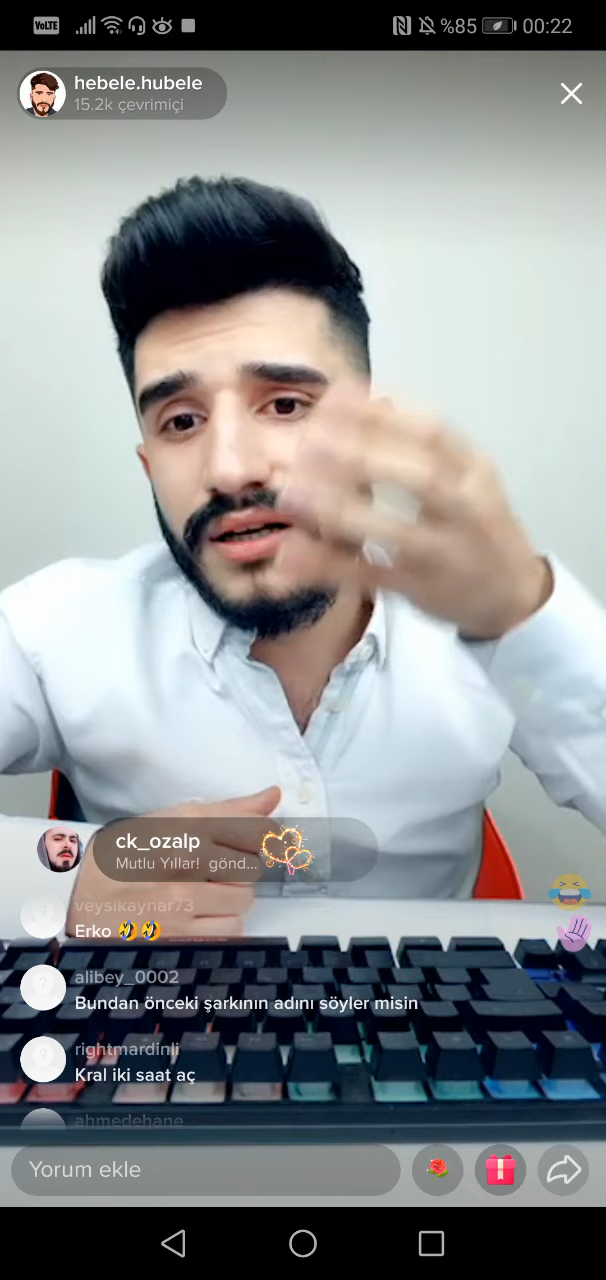 VoLTE %85 00:22
hebele.hubele
15.2k çevrimiçi
ck_ozalp
Mutlu Yıllar! gönd...
veysikaynar73
Erko 🤣🤣
alibey_0002
Bundan önceki şarkının adını söyler misin
rightmardinli
Kral iki saat aç
ahmedehane
Yorum ekle